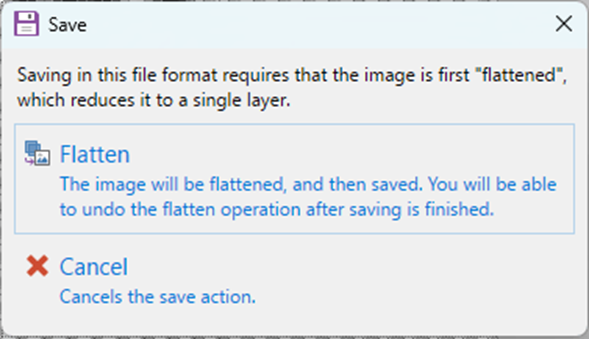 Save
Saving in this file format requires that the image is first "flattened",
which reduces it to a single layer.
Flatten
The image will be flattened, and then saved. You will be able
to undo the flatten operation after saving is finished.
Cancel
Cancels the save action.